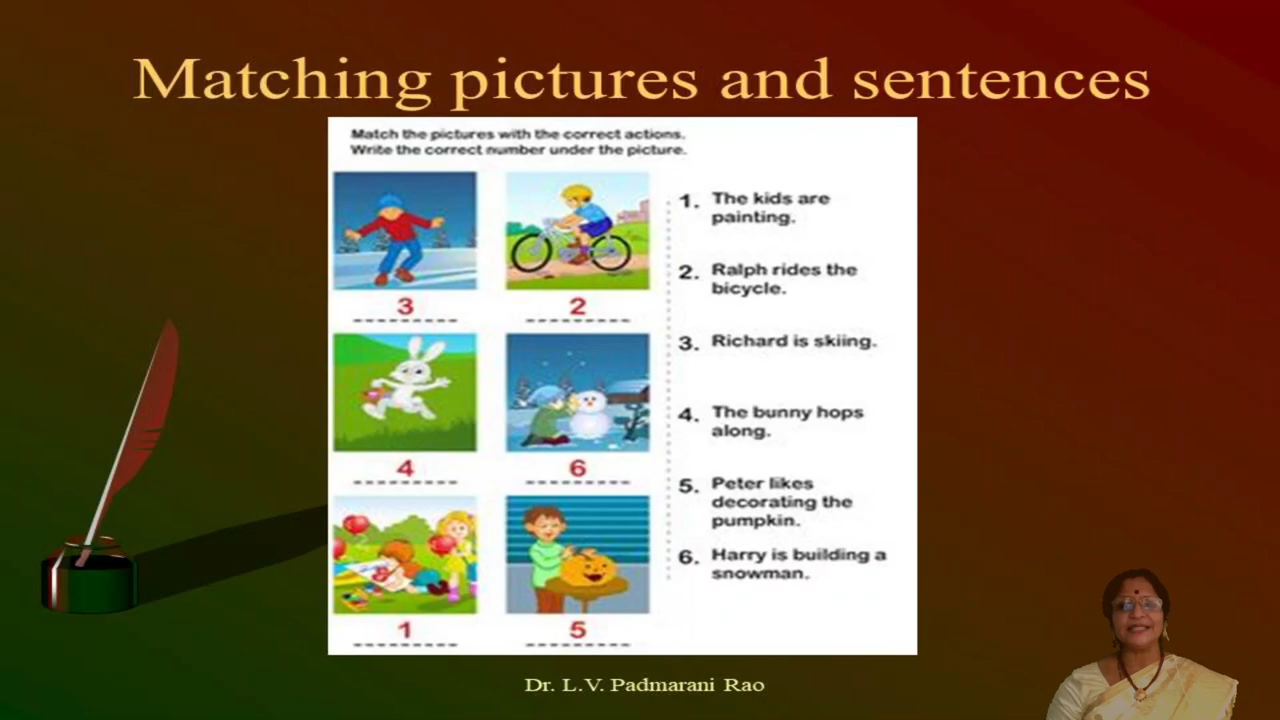 Matching pictures and sentences
Match the pictures with the correct actions.
Write the correct number under the picture.
3 2
4 6
1 5
1. The kids are
painting.
2. Ralph rides the
bicycle.
3. Richard is skiing.
4. The bunny hops
along.
5. Peter likes
decorating the
pumpkin.
6. Harry is building a
snowman.
Dr. L.V. Padmarani Rao